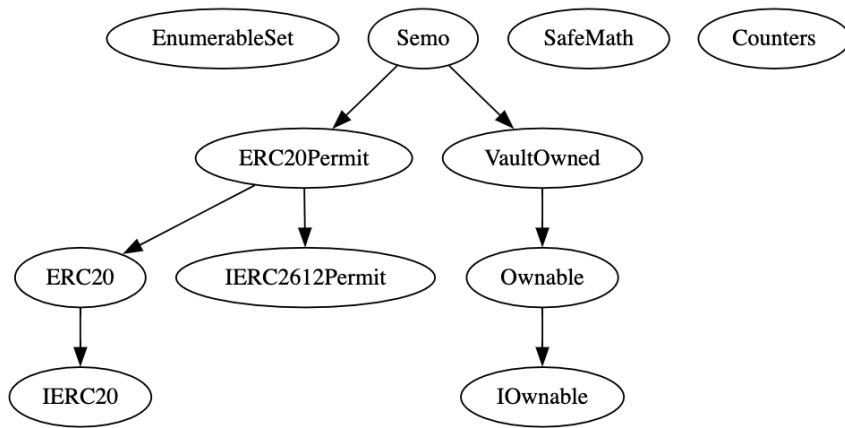 EnumerableSet
Semo
SafeMath
Counters
ERC20Permit
VaultOwned
ERC20
IERC2612Permit
Ownable
IERC20
IOwnable